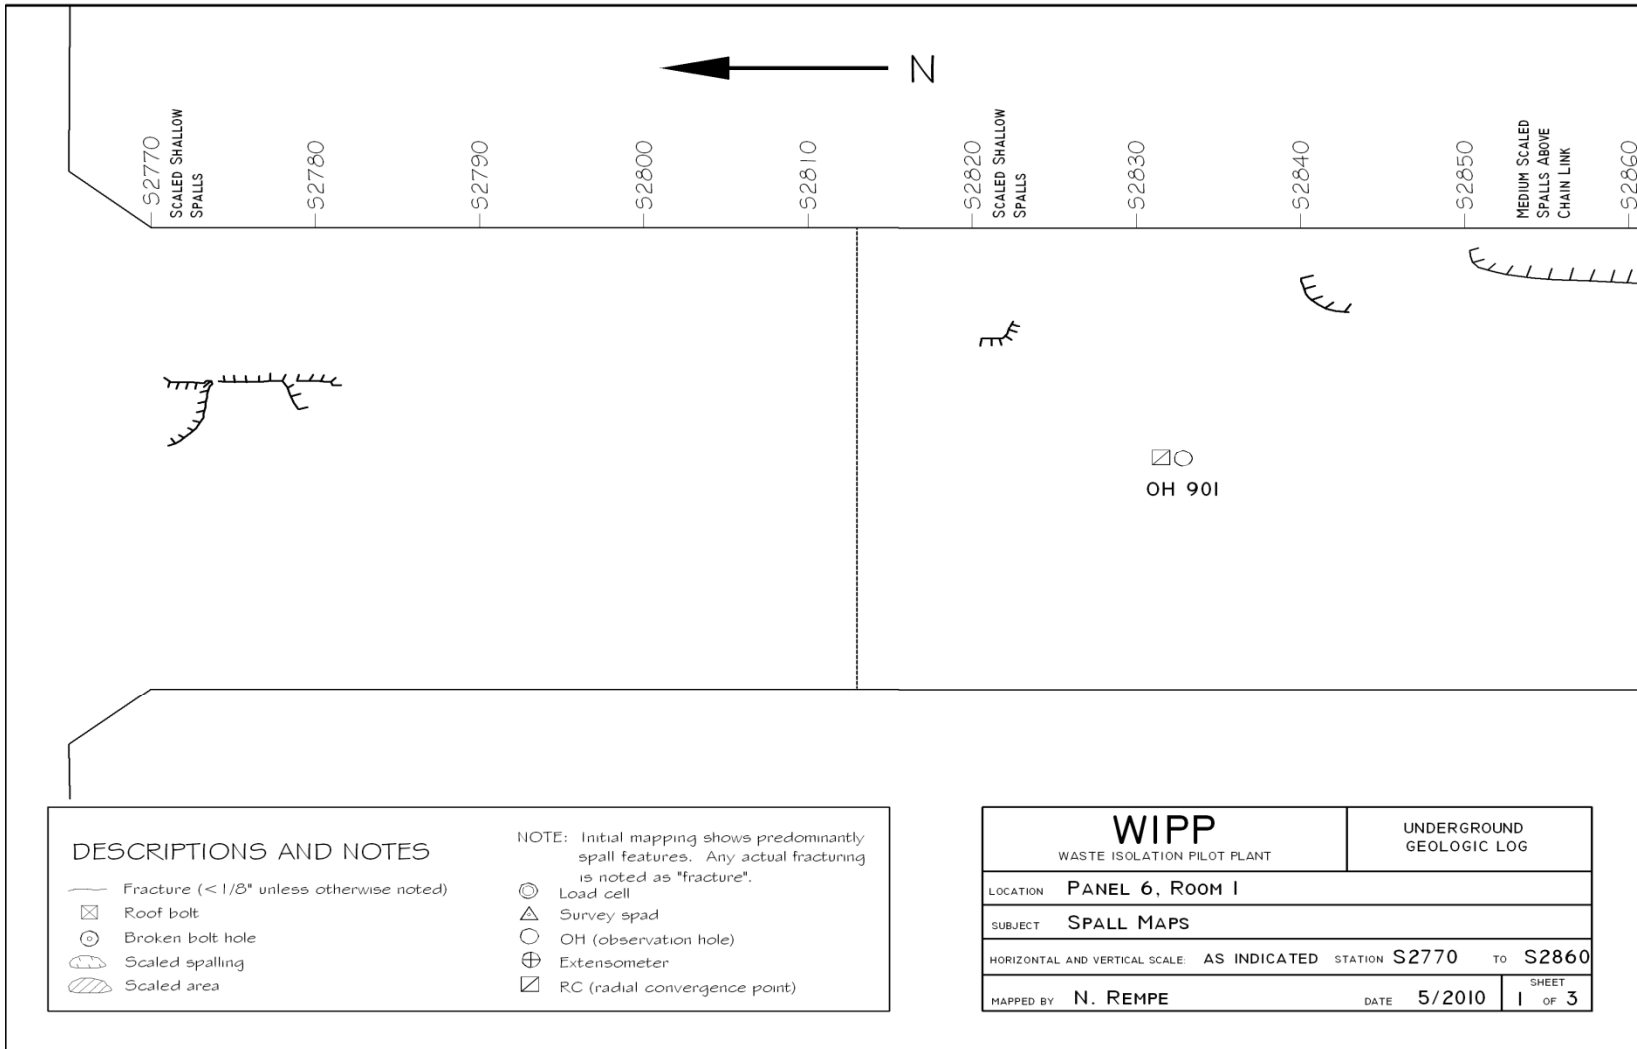 N
S2770
SCALED SHALLOW
SPALLS
S2780
S2790
S2800
S2810
S2820
SCALED SHALLOW
SPALLS
S2830
S2840
S2850
MEDIUM SCALED
SPALLS ABOVE
CHAIN LINK
S2860
OH 901
DESCRIPTIONS AND NOTES
Fracture (< 1/8" unless otherwise noted)
Roof bolt
Broken bolt hole
Scaled spalling
Scaled area
NOTE: Initial mapping shows predominantly
spall features. Any actual fracturing
is noted as "fracture".
Load cell
Survey spad
OH (observation hole)
Extensometer
RC (radial convergence point)
WIPP
WASTE ISOLATION PILOT PLANT
UNDERGROUND
GEOLOGIC LOG
LOCATION PANEL 6, ROOM 1
SUBJECT SPALL MAPS
HORIZONTAL AND VERTICAL SCALE: AS INDICATED STATION S2770 TO S2860
MAPPED BY N. REMPE DATE 5/2010
SHEET
1 OF 3